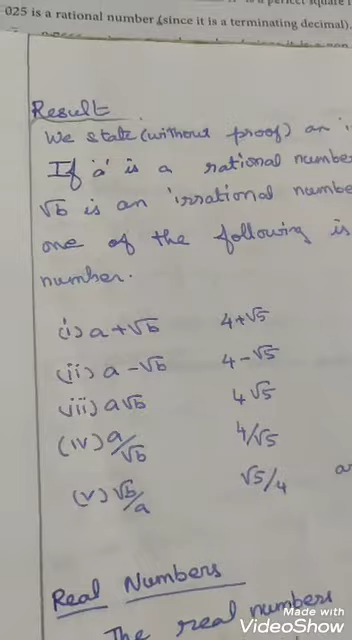 025 is a rational number (since it is a terminating decimal).
Result
We state (without proof) an
If 'a' is a rational number
√b is an irrational numbe
one of the following is
number.
(i) a+√b 4+√5
(ii) a-√b 4-√5
(iii) a√b 4√5
(iv) a/√b 4/√5
(v) √b/a √5/4
Real Numbers
The real numbers
Made with
VideoShow